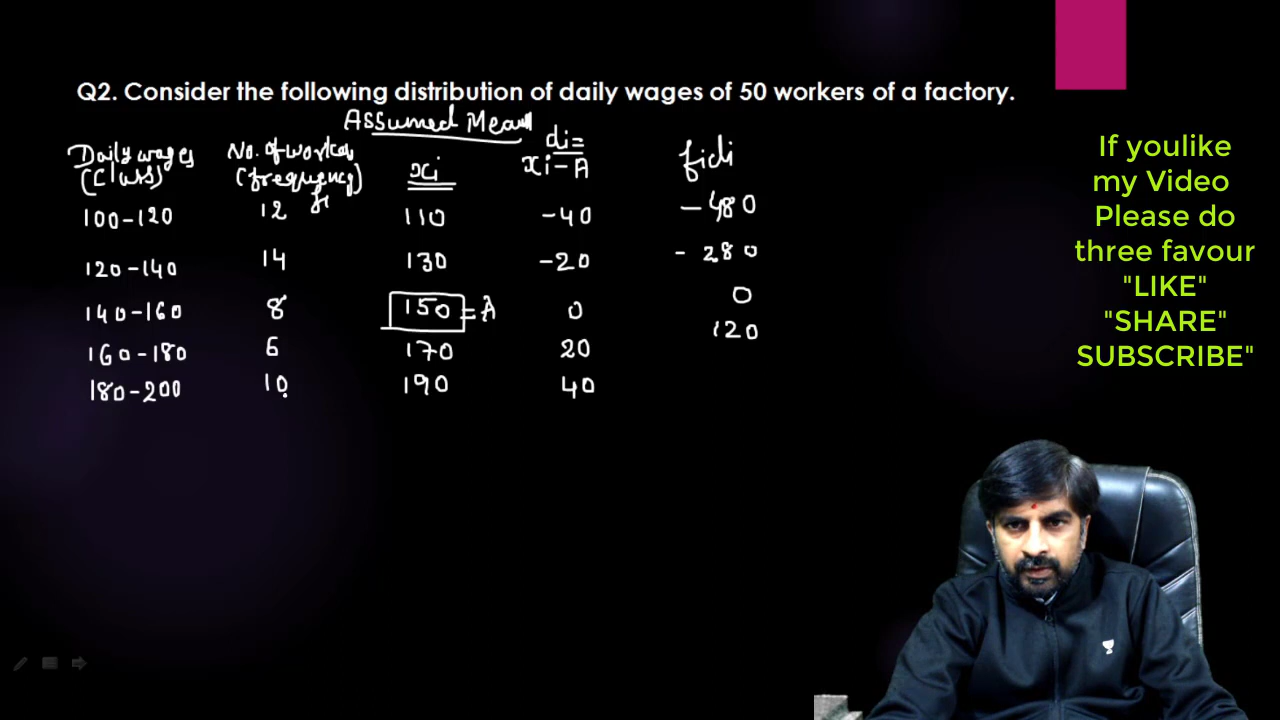 Q2. Consider the following distribution of daily wages of 50 workers of a factory.
Assumed Mean
Daily wages No. of workers xi di= fidi
(Class) (frequency) xi-A
fi
100-120 12 110 -40 -480
120-140 14 130 -20 -280
140-160 8 150 =A 0 0
160-180 6 170 20 120
180-200 10 190 40
If youlike
my Video
Please do
three favour
"LIKE"
"SHARE"
SUBSCRIBE"